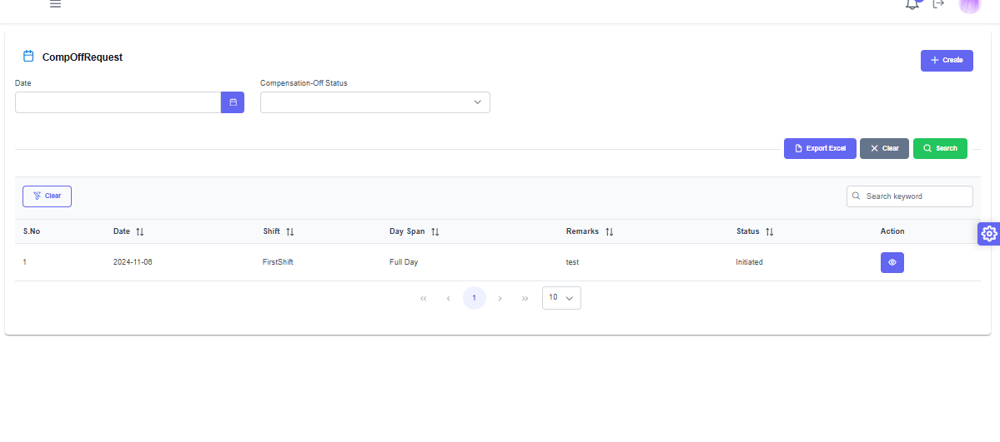 CompOffRequest
Create
Date
Compensation-Off Status
Export Excel
Clear
Search
Clear
Search keyword
S.No Date Shift Day Span Remarks Status Action
1 2024-11-06 FirstShift Full Day test Initiated
« ‹ 1 › » 10